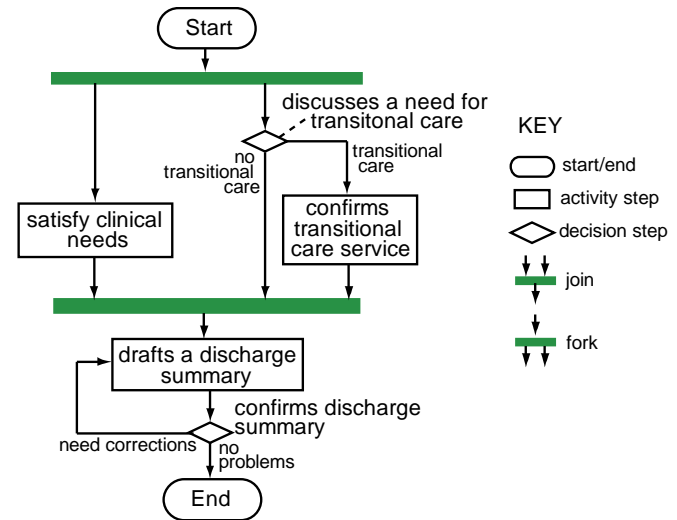 Start
discusses a need for
transitonal care
no
transitional
care
transitional
care
satisfy clinical
needs
confirms
transitional
care service
drafts a discharge
summary
confirms discharge
summary
need corrections
no
problems
End
KEY
start/end
activity step
decision step
join
fork